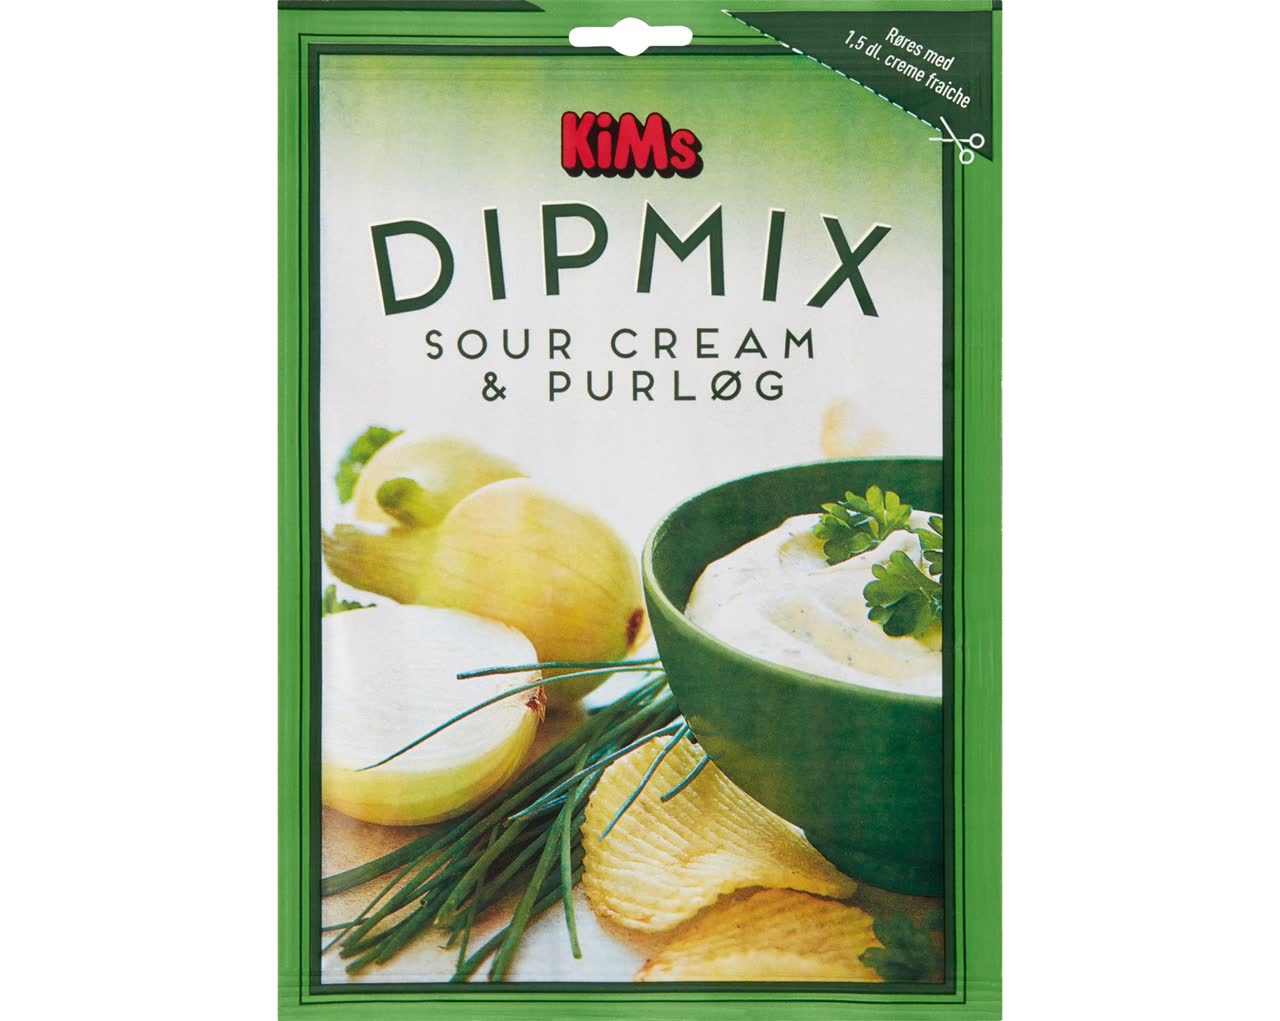 Røres med
1,5 dl. creme fraiche
KiMs
DIPMIX
SOUR CREAM
& PURLØG